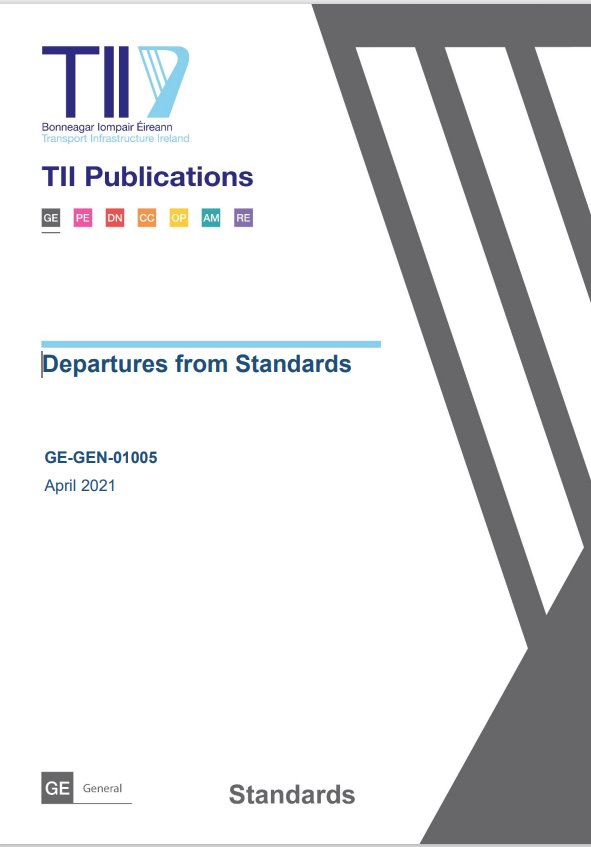 TII
Bonneagar Iompair Éireann
Transport Infrastructure Ireland
TII Publications
GE PE DN CC OP AM RE
Departures from Standards
GE-GEN-01005
April 2021
GE General
Standards